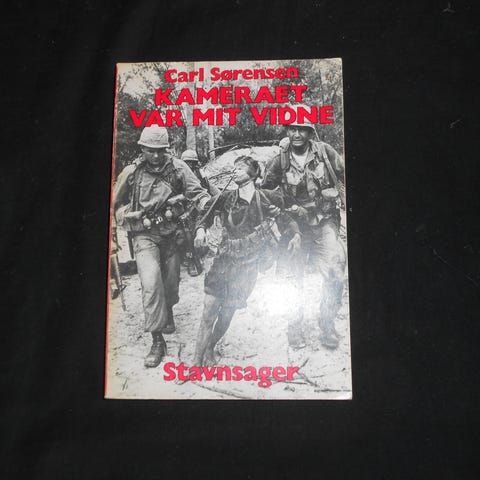 Carl Sørensen
KAMERAET
VAR MIT VIDNE
Stavnsager